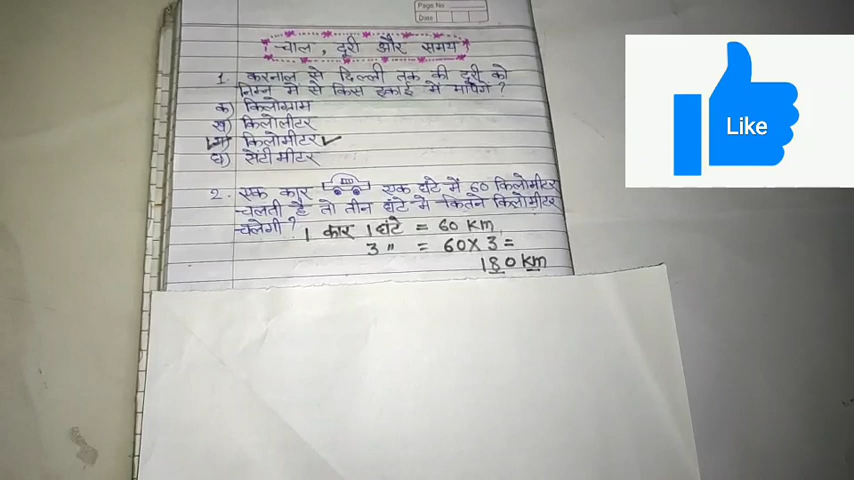 Page No
Date
चाल, दूरी और समय
1. करनाल से दिल्ली तक की दूरी को
निम्न में से किस इकाई में मापेंगे ?
क) किलोग्राम
ख) किलोलीटर
ग) किलोमीटर ✓
घ) सेंटीमीटर
2. एक कार एक घंटे में 60 किलोमीटर
चलती है तो तीन घंटे में कितने किलोमीटर
चलेगी ?
1 कार 1 घंटे = 60 km
3 " = 60 X 3 =
180 km
Like